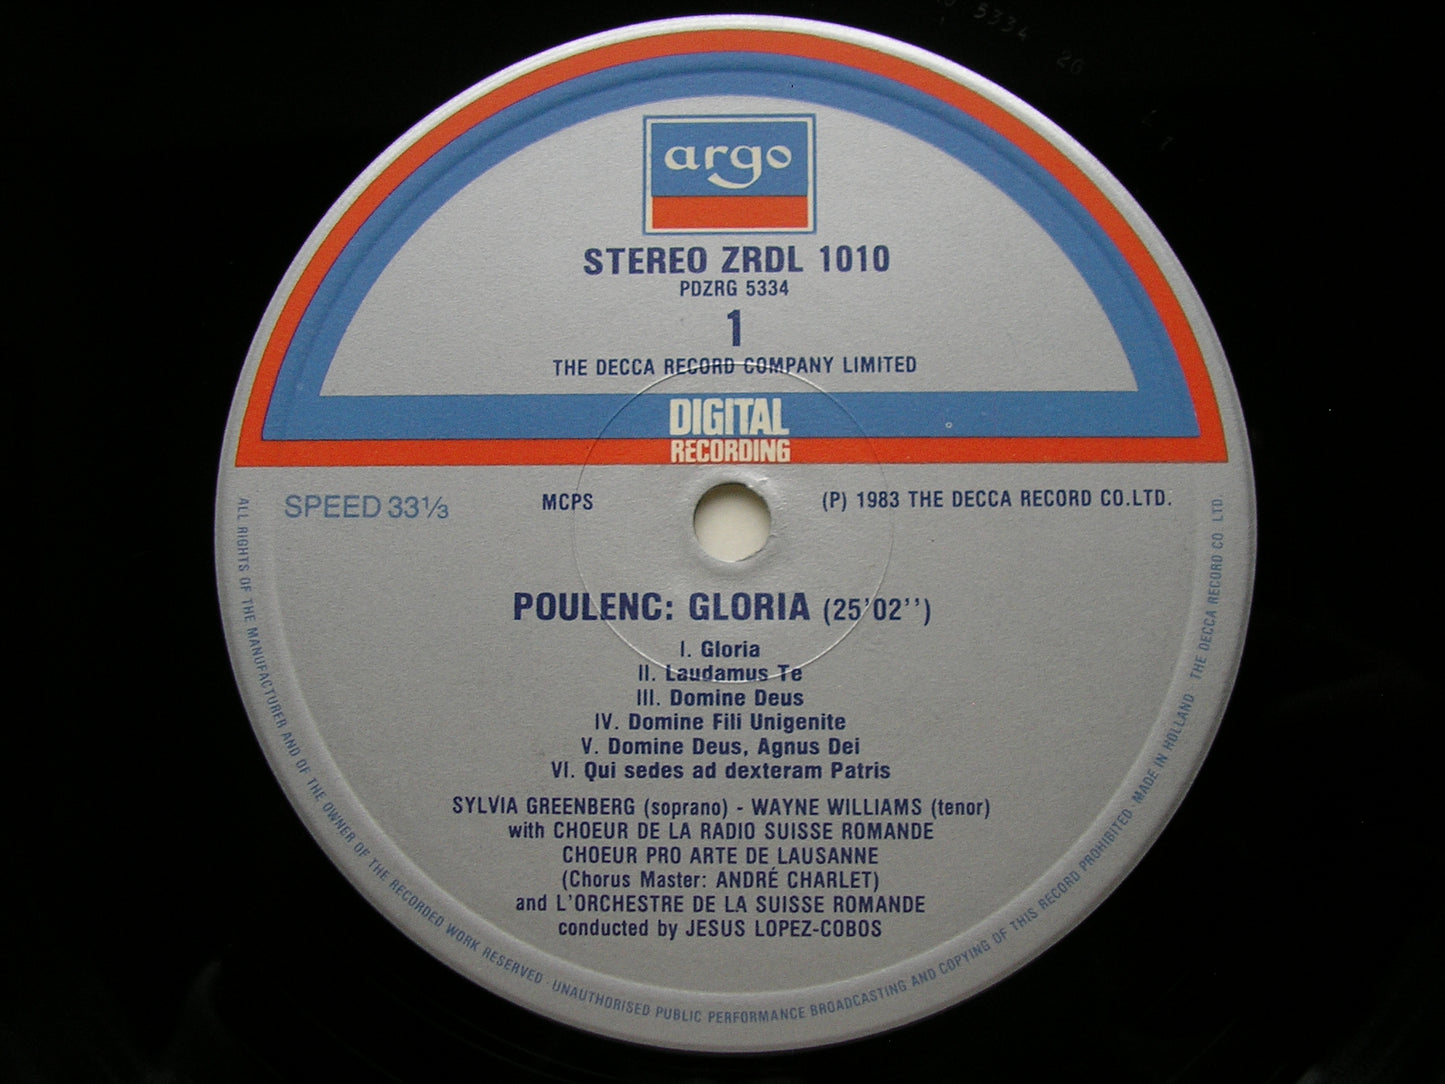 5334 2G
argo
STEREO ZRDL 1010
PDZRG 5334
1
THE DECCA RECORD COMPANY LIMITED
DIGITAL
RECORDING
SPEED 33⅓
MCPS
(P) 1983 THE DECCA RECORD CO.LTD.
POULENC: GLORIA (25'02'')
I. Gloria
II. Laudamus Te
III. Domine Deus
IV. Domine Fili Unigenite
V. Domine Deus, Agnus Dei
VI. Qui sedes ad dexteram Patris
SYLVIA GREENBERG (soprano) - WAYNE WILLIAMS (tenor)
with CHOEUR DE LA RADIO SUISSE ROMANDE
CHOEUR PRO ARTE DE LAUSANNE
(Chorus Master: ANDRÉ CHARLET)
and L'ORCHESTRE DE LA SUISSE ROMANDE
conducted by JESUS LOPEZ-COBOS
ALL RIGHTS OF THE MANUFACTURER AND OF THE OWNER OF THE RECORDED WORK RESERVED · UNAUTHORISED PUBLIC PERFORMANCE BROADCASTING AND COPYING OF THIS RECORD PROHIBITED · MADE IN HOLLAND THE DECCA RECORD CO LTD.